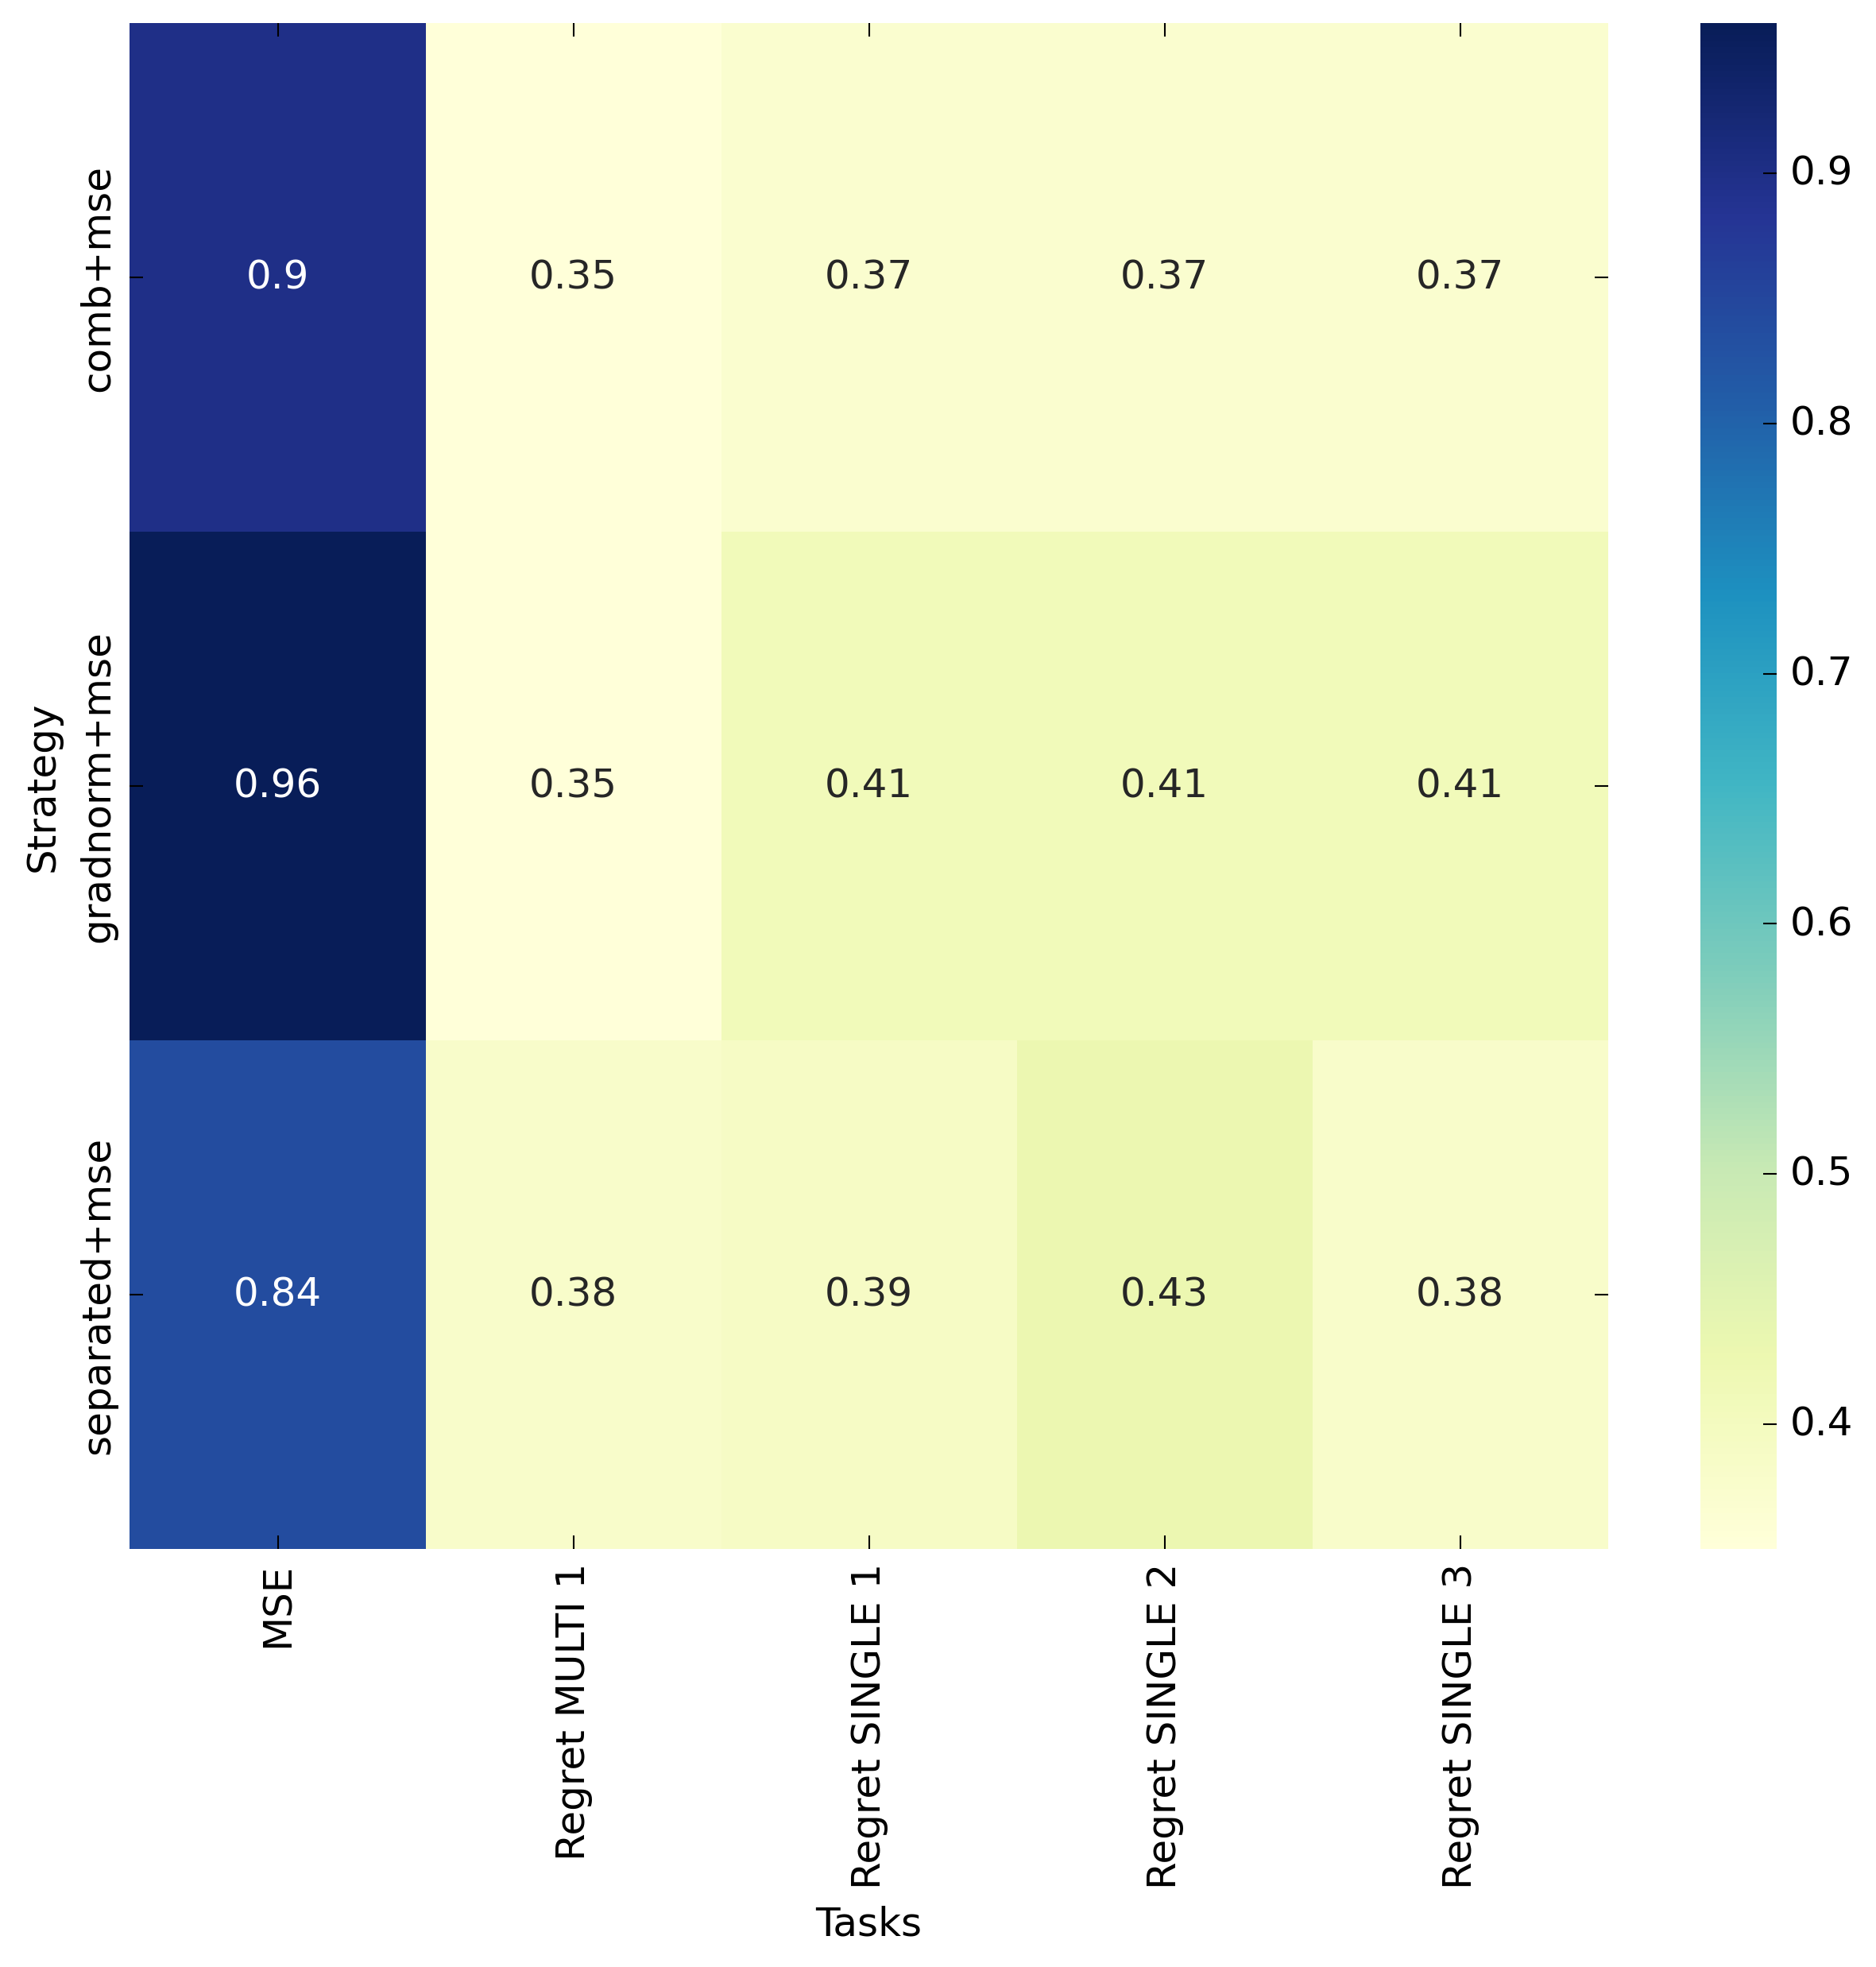 Strategy
comb+mse
0.9 0.35 0.37 0.37 0.37
gradnorm+mse
0.96 0.35 0.41 0.41 0.41
separated+mse
0.84 0.38 0.39 0.43 0.38
MSE
Regret MULTI 1
Regret SINGLE 1
Regret SINGLE 2
Regret SINGLE 3
Tasks
0.9
0.8
0.7
0.6
0.5
0.4